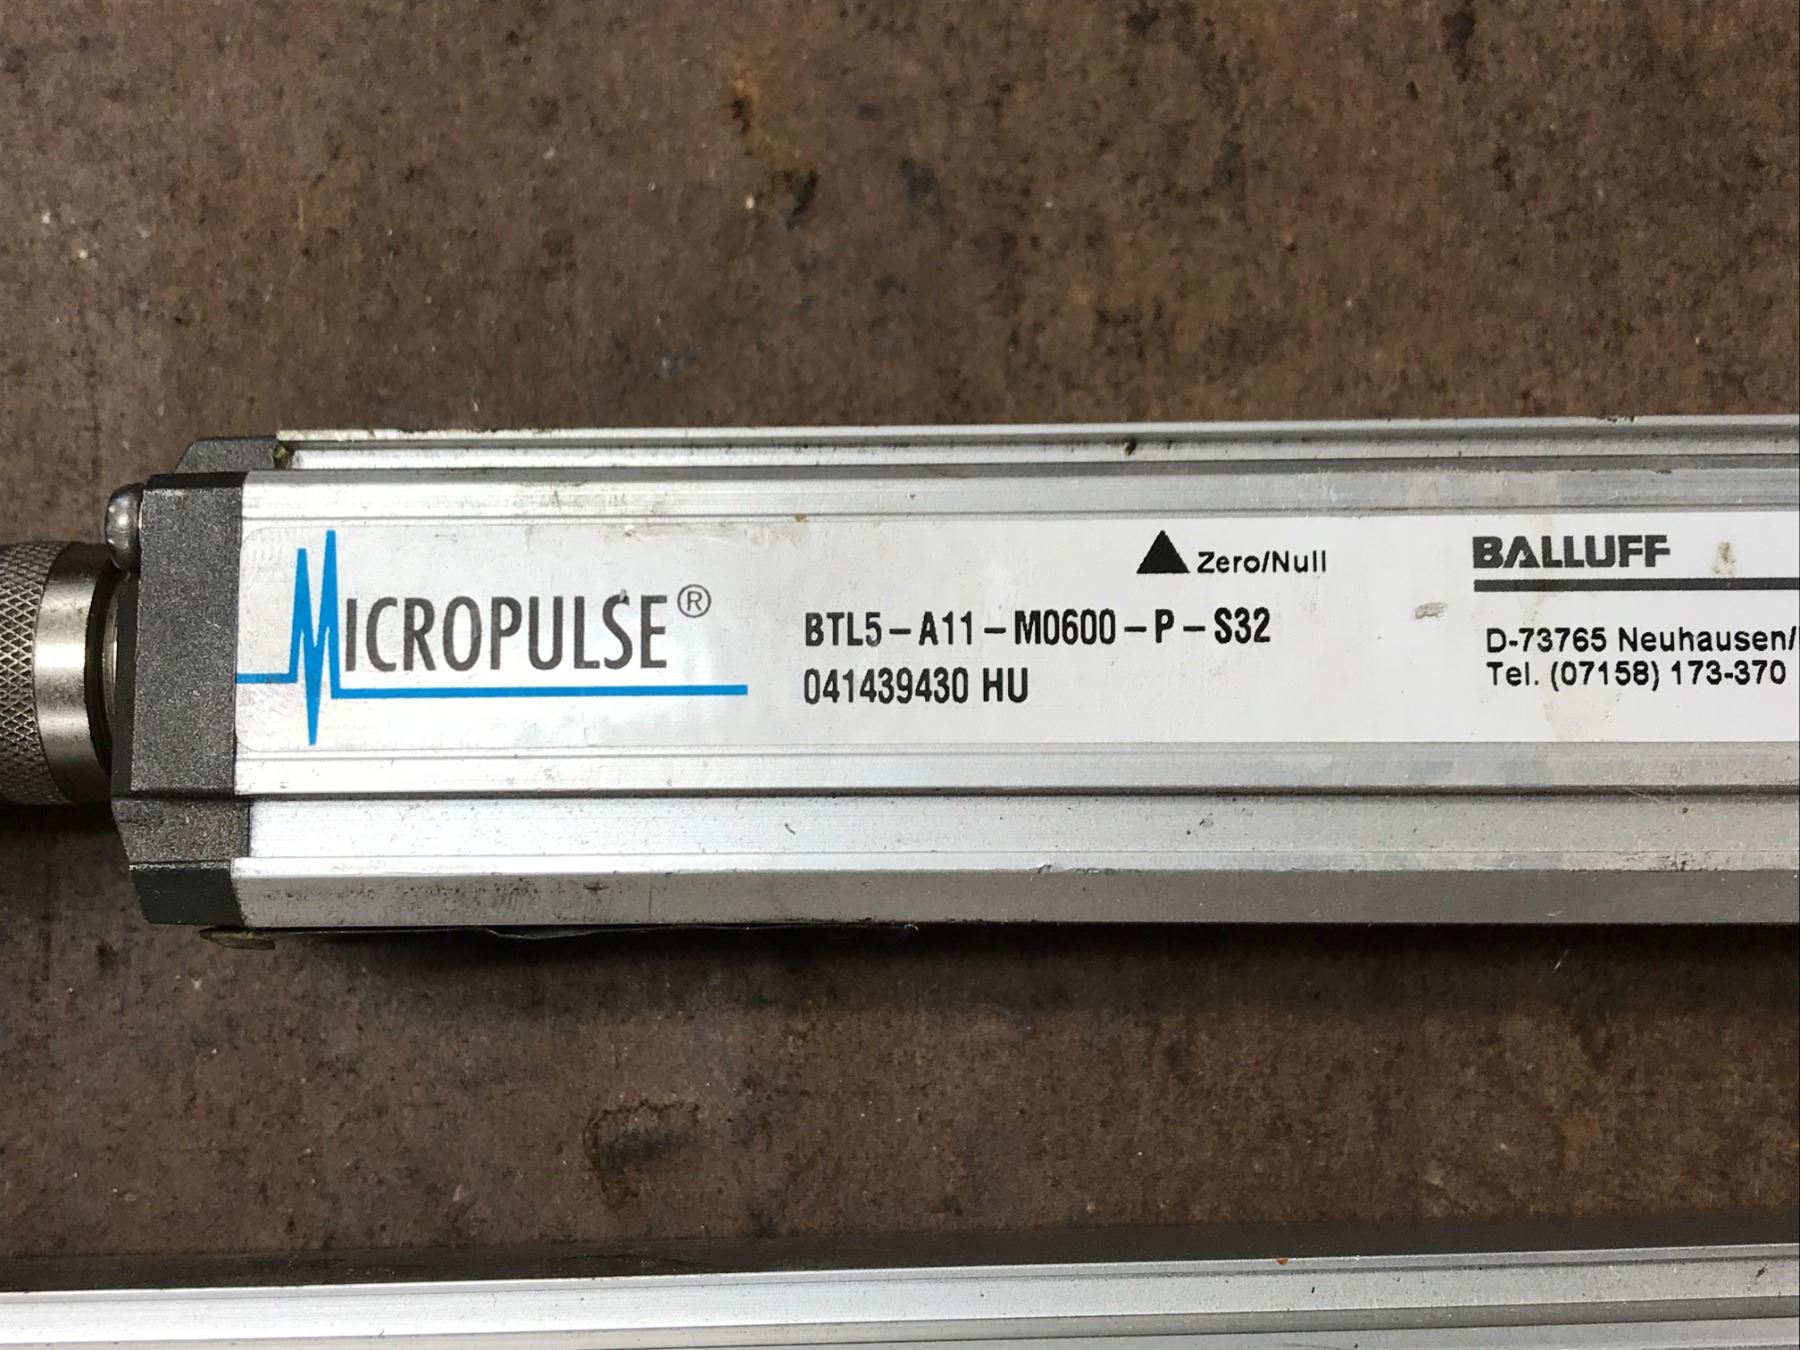 MICROPULSE®
▲ Zero/Null
BTL5-A11-M0600-P-S32
041439430 HU
BALLUFF
D-73765 Neuhausen/
Tel. (07158) 173-370